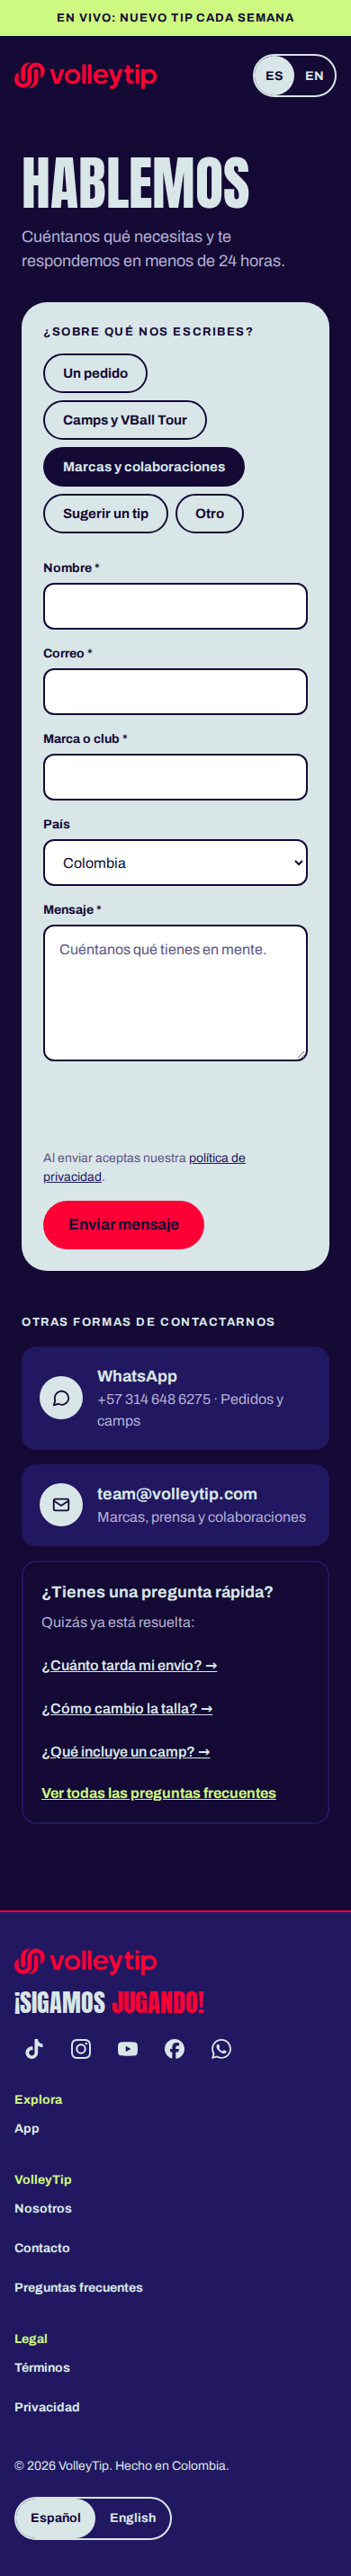 EN VIVO: NUEVO TIP CADA SEMANA
volleytip
ES EN
HABLEMOS
Cuéntanos qué necesitas y te
respondemos en menos de 24 horas.
¿SOBRE QUÉ NOS ESCRIBES?
Un pedido
Camps y VBall Tour
Marcas y colaboraciones
Sugerir un tip Otro
Nombre *
Correo *
Marca o club *
País
Colombia
Mensaje *
Cuéntanos qué tienes en mente.
Al enviar aceptas nuestra política de
privacidad.
Enviar mensaje
OTRAS FORMAS DE CONTACTARNOS
WhatsApp
+57 314 648 6275 · Pedidos y
camps
team@volleytip.com
Marcas, prensa y colaboraciones
¿Tienes una pregunta rápida?
Quizás ya está resuelta:
¿Cuánto tarda mi envío? →
¿Cómo cambio la talla? →
¿Qué incluye un camp? →
Ver todas las preguntas frecuentes
volleytip
¡SIGAMOS JUGANDO!
Explora
App
VolleyTip
Nosotros
Contacto
Preguntas frecuentes
Legal
Términos
Privacidad
© 2026 VolleyTip. Hecho en Colombia.
Español English